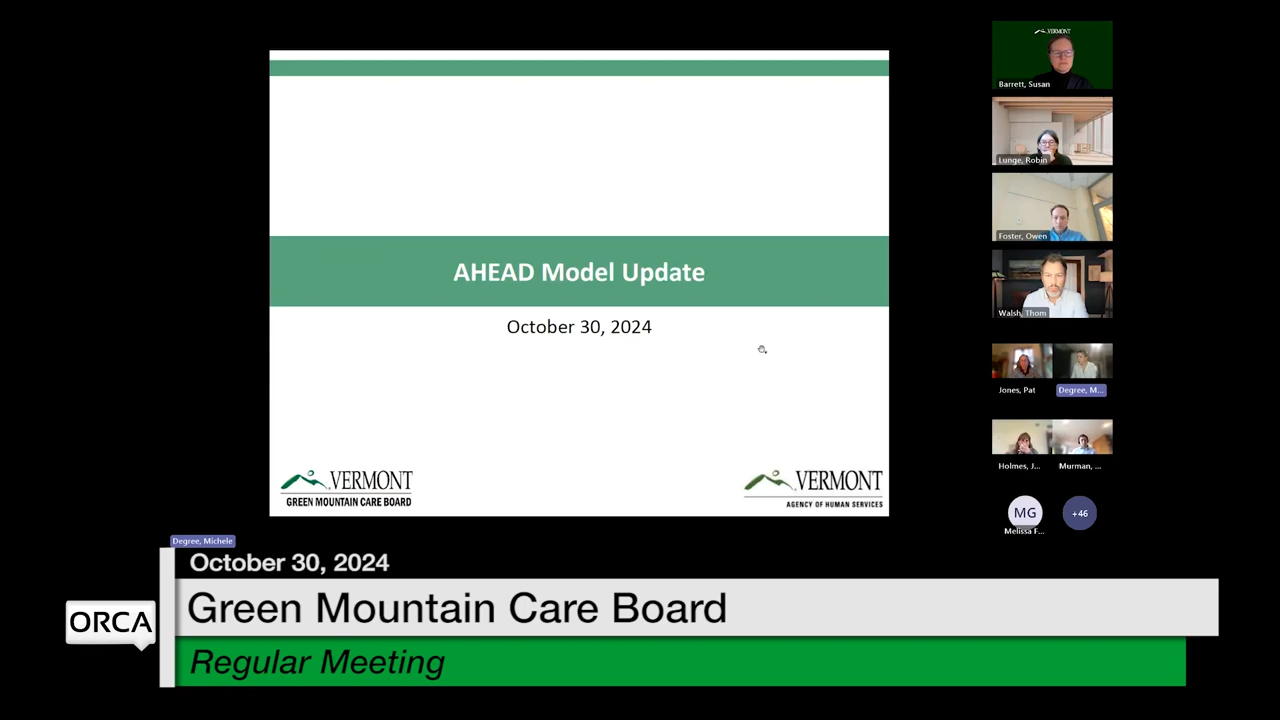 AHEAD Model Update
October 30, 2024
VERMONT
GREEN MOUNTAIN CARE BOARD
VERMONT
AGENCY OF HUMAN SERVICES
VERMONT
Barrett, Susan
Lunge, Robin
Foster, Owen
Walsh, Thom
Jones, Pat
Degree, M...
Holmes, J...
Murman, ...
MG
+46
Melissa F...
Degree, Michele
October 30, 2024
ORCA
Green Mountain Care Board
Regular Meeting